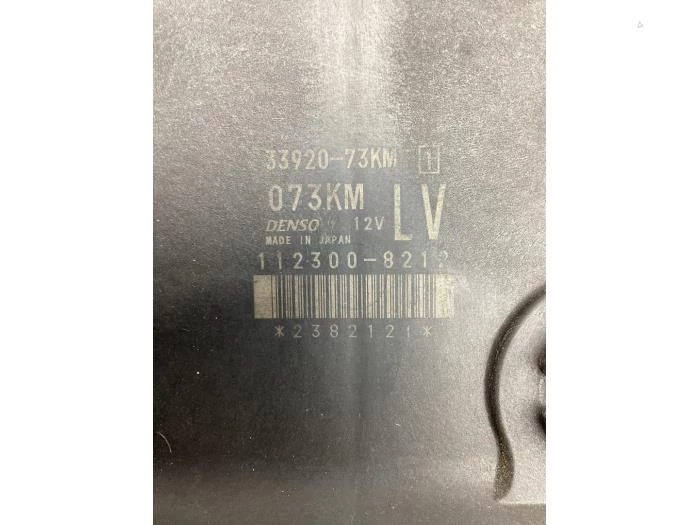 33920-73KM 1
073KM LV
DENSO 12V
MADE IN JAPAN
112300-8212
*2382121*